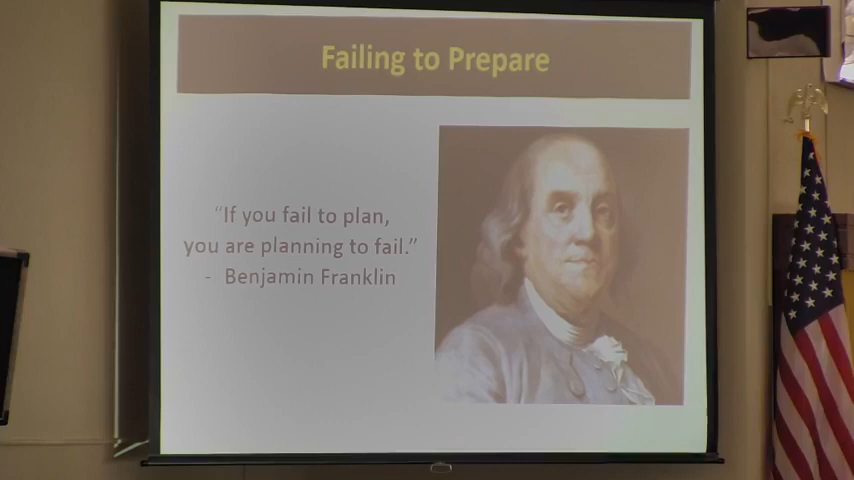 Failing to Prepare
“If you fail to plan,
you are planning to fail.”
- Benjamin Franklin